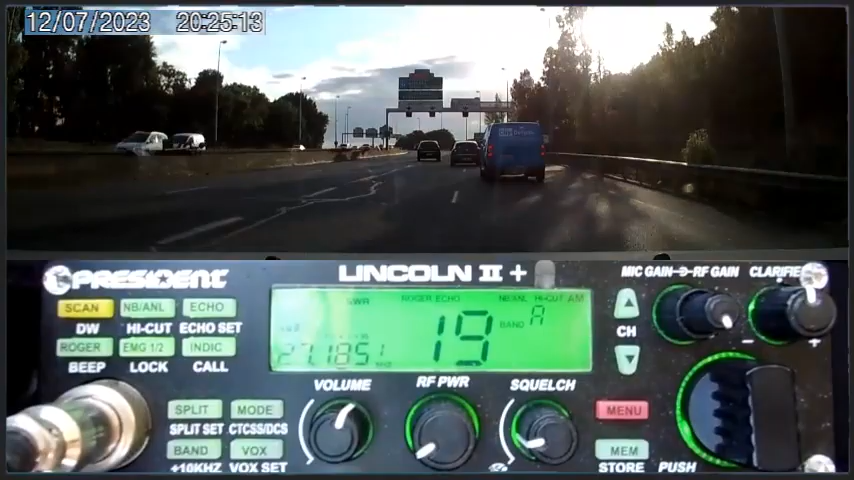 12/07/2023 20:25:13
PRESIDENT LINCOLN II + MIC GAIN RF GAIN CLARIFIER
SCAN NB/ANL ECHO
DW HI-CUT ECHO SET
ROGER EMG 1/2 INDIC
BEEP LOCK CALL
SWR ROGER ECHO NB/ANL HI-CUT AM
19 BAND A
27.1851
CH
VOLUME RF PWR SQUELCH
SPLIT MODE
SPLIT SET CTCSS/DCS
BAND VOX
+10KHZ VOX SET
MENU
MEM
STORE PUSH
- +